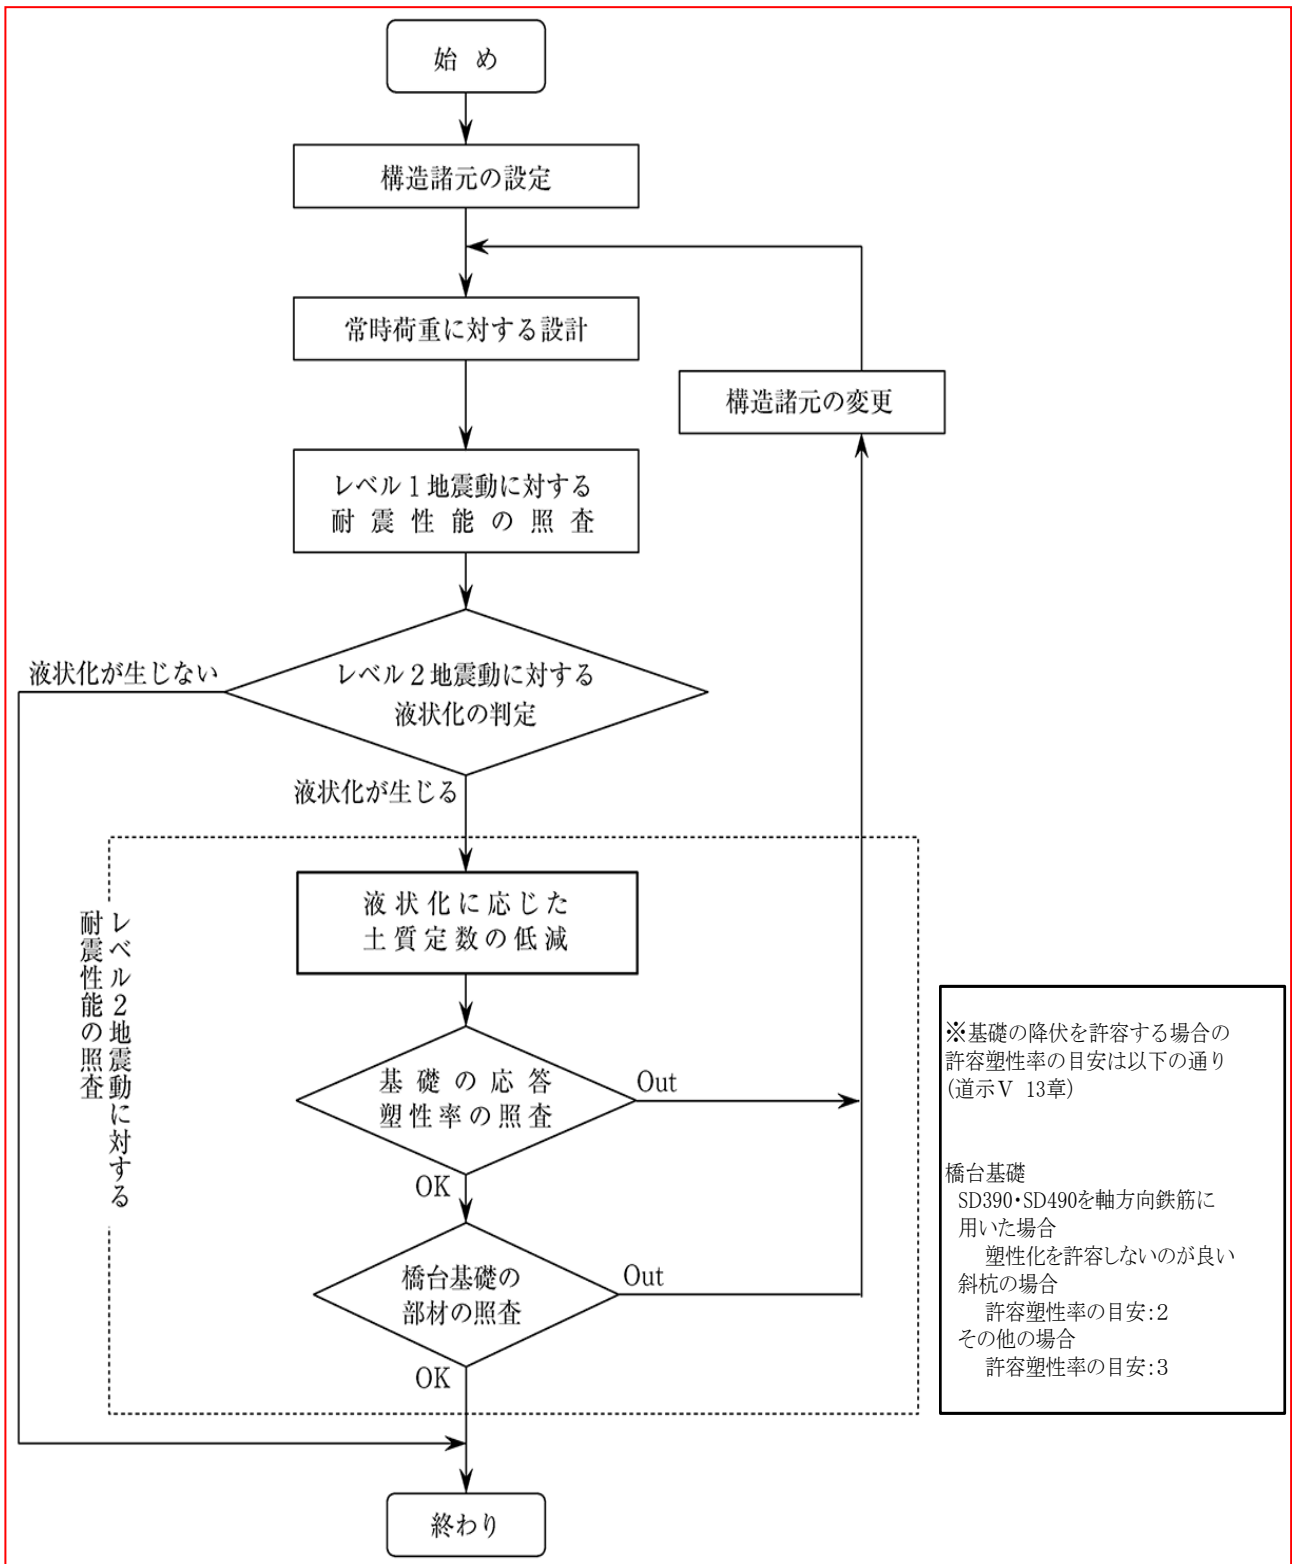 始め
構造諸元の設定
常時荷重に対する設計
構造諸元の変更
レベル１地震動に対する
耐震性能の照査
液状化が生じない
レベル２地震動に対する
液状化の判定
液状化が生じる
レベル２地震動に対する
耐震性能の照査
液状化に応じた
土質定数の低減
基礎の応答
塑性率の照査
Out
OK
橋台基礎の
部材の照査
Out
OK
終わり
※基礎の降伏を許容する場合の
許容塑性率の目安は以下の通り
(道示Ⅴ 13章)
橋台基礎
SD390・SD490を軸方向鉄筋に
用いた場合
塑性化を許容しないのが良い
斜杭の場合
許容塑性率の目安:2
その他の場合
許容塑性率の目安:3